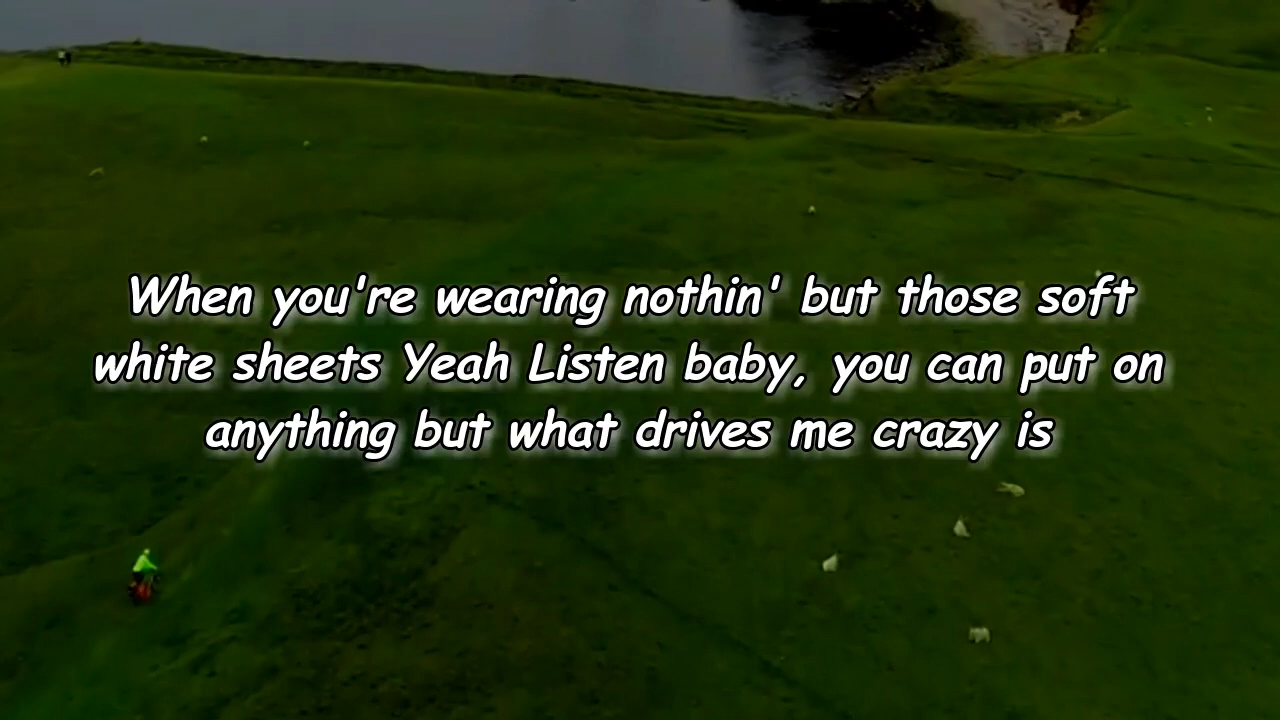 When you're wearing nothin' but those soft
white sheets Yeah Listen baby, you can put on
anything but what drives me crazy is